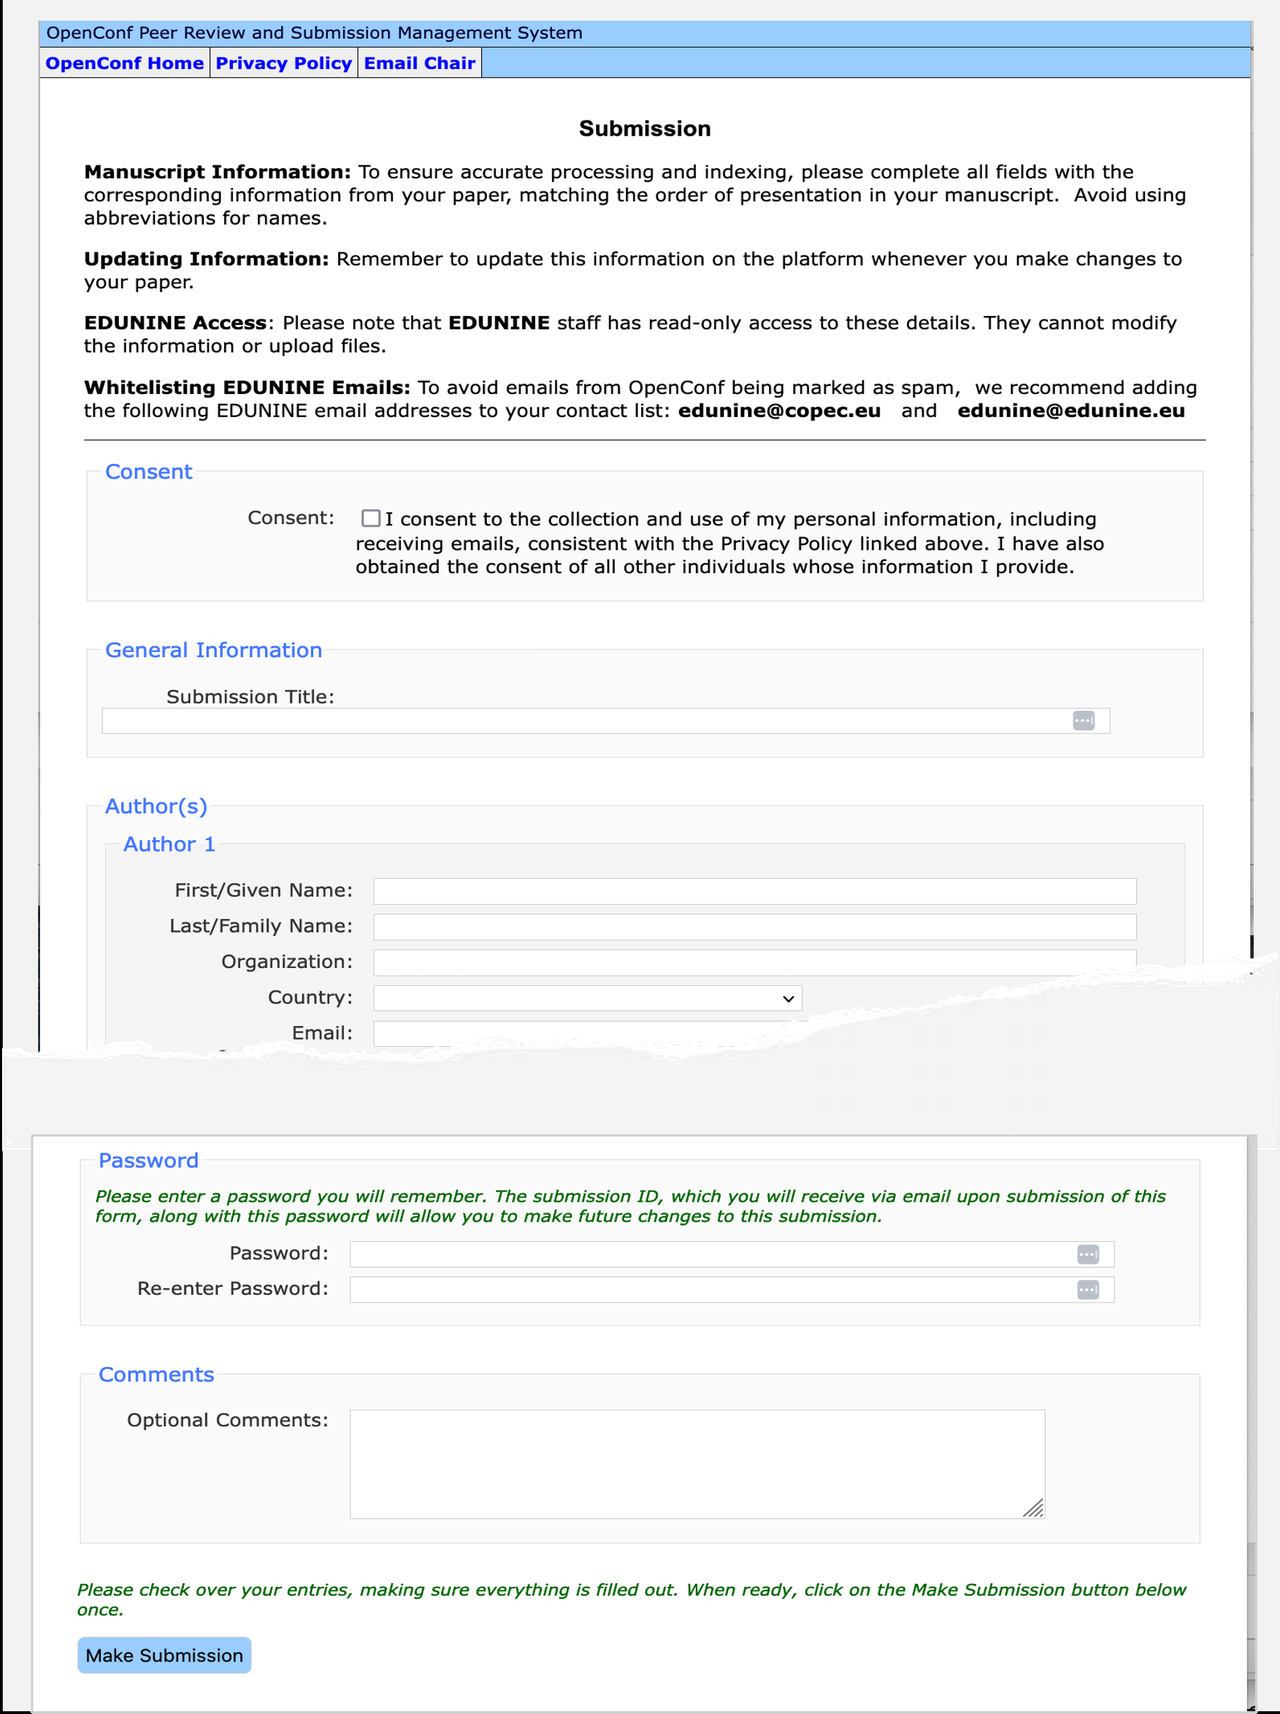 OpenConf Peer Review and Submission Management System
OpenConf Home Privacy Policy Email Chair
Submission
Manuscript Information: To ensure accurate processing and indexing, please complete all fields with the
corresponding information from your paper, matching the order of presentation in your manuscript.  Avoid using
abbreviations for names.
Updating Information: Remember to update this information on the platform whenever you make changes to
your paper.
EDUNINE Access: Please note that EDUNINE staff has read-only access to these details. They cannot modify
the information or upload files.
Whitelisting EDUNINE Emails: To avoid emails from OpenConf being marked as spam,  we recommend adding
the following EDUNINE email addresses to your contact list: edunine@copec.eu   and   edunine@edunine.eu
Consent
Consent: I consent to the collection and use of my personal information, including
receiving emails, consistent with the Privacy Policy linked above. I have also
obtained the consent of all other individuals whose information I provide.
General Information
Submission Title:
Author(s)
Author 1
First/Given Name:
Last/Family Name:
Organization:
Country:
Email:
Password
Please enter a password you will remember. The submission ID, which you will receive via email upon submission of this
form, along with this password will allow you to make future changes to this submission.
Password:
Re-enter Password:
Comments
Optional Comments:
Please check over your entries, making sure everything is filled out. When ready, click on the Make Submission button below
once.
Make Submission